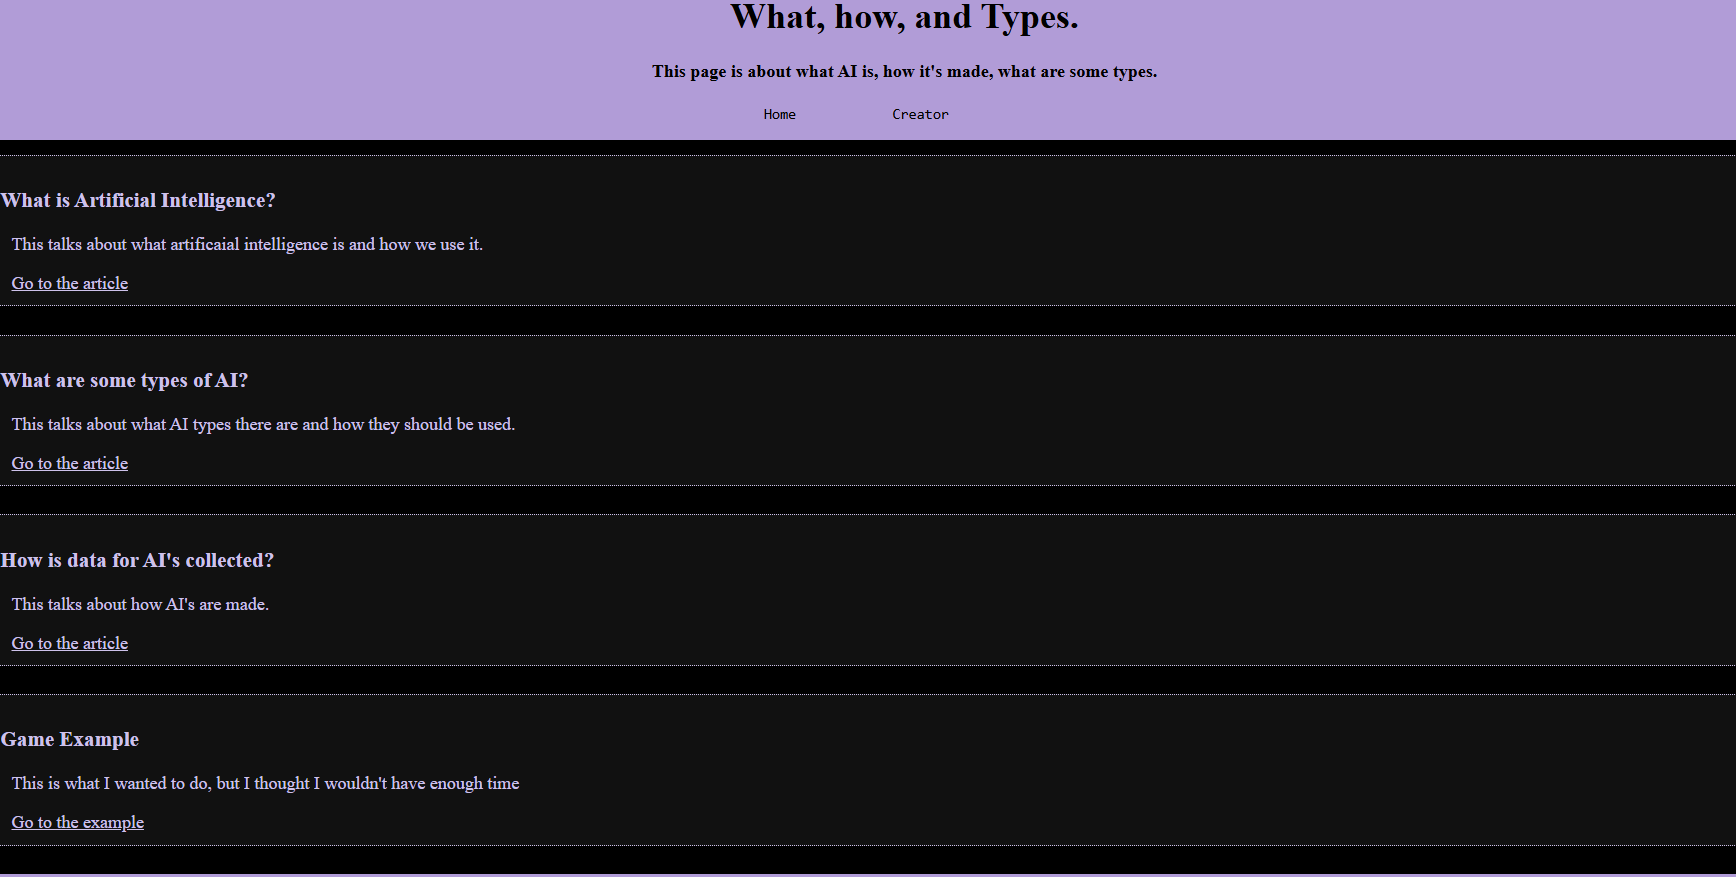 What, how, and Types.
This page is about what AI is, how it's made, what are some types.
Home Creator
What is Artificial Intelligence?
This talks about what artificaial intelligence is and how we use it.
Go to the article
What are some types of AI?
This talks about what AI types there are and how they should be used.
Go to the article
How is data for AI's collected?
This talks about how AI's are made.
Go to the article
Game Example
This is what I wanted to do, but I thought I wouldn't have enough time
Go to the example